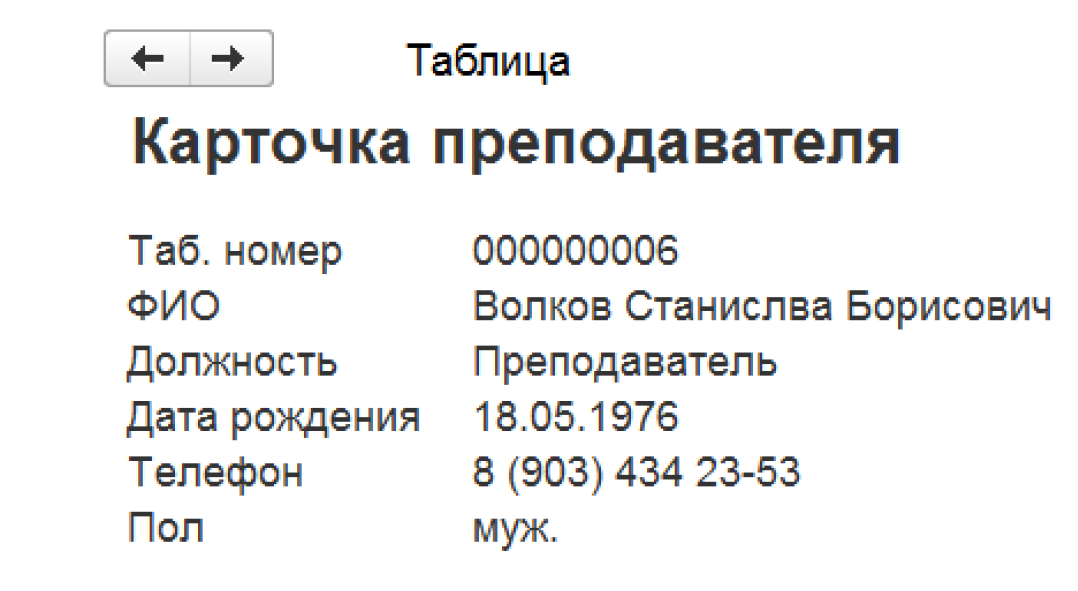 Таблица
Карточка преподавателя
Таб. номер 000000006
ФИО Волков Станислва Борисович
Должность Преподаватель
Дата рождения 18.05.1976
Телефон 8 (903) 434 23-53
Пол муж.